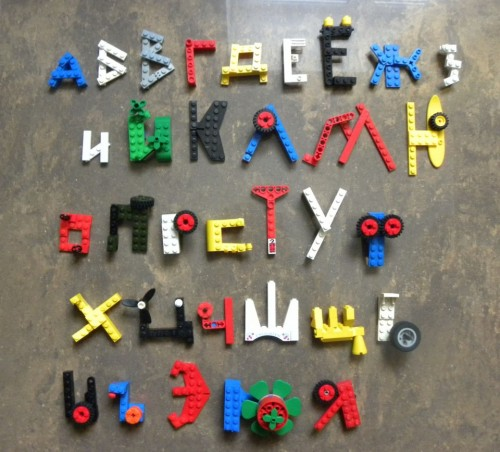 А Б В Г Д Е Ё Ж З
И Й К Л М Н
О П Р С Т У Ф
Х Ц Ч Ш Щ Ъ
Ы Ь Э Ю Я